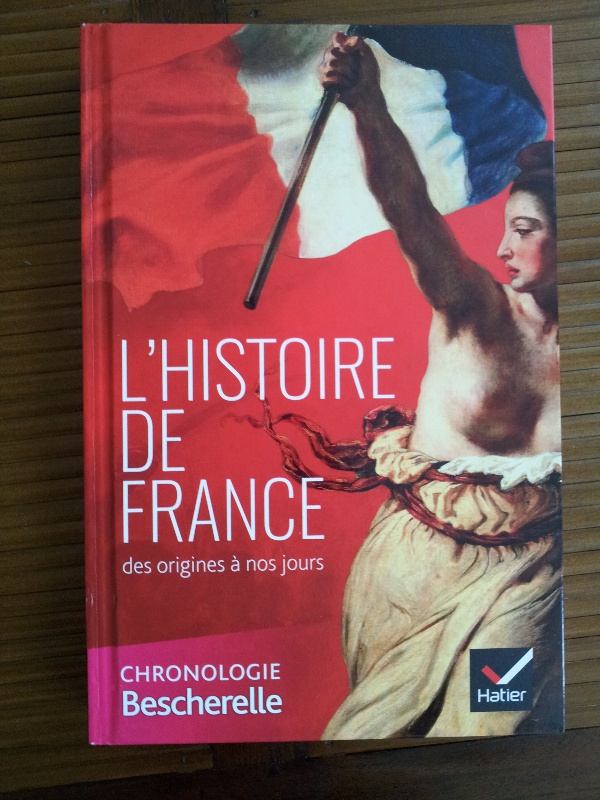 L'HISTOIRE
DE
FRANCE
des origines à nos jours
CHRONOLOGIE
Bescherelle
Hatier